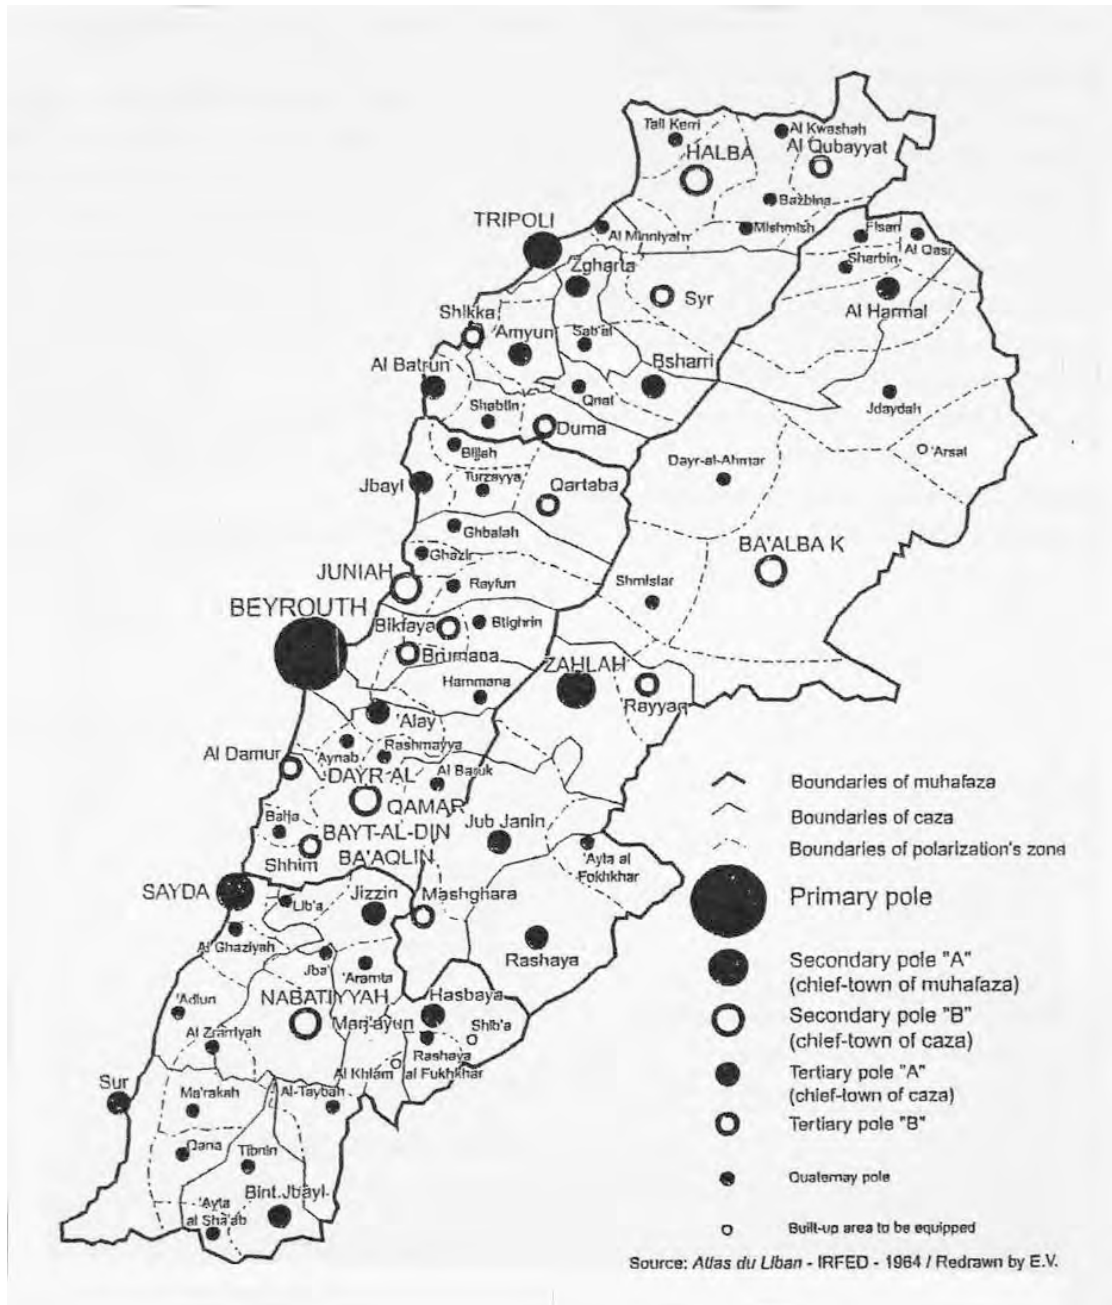 Tall Kerri
Al Kwashah
HALBA
Al Qubayyat
Bazbina
TRIPOLI
Al Minniyah
Mishmish
Fisan
Al Qasr
Sharbin
Zgharta
Syr
Al Harmal
Shikka
Amyun
Sab'al
Al Batrun
Bsharri
Qnat
Jdaydah
Shabtin
Duma
'Arsal
Bijjah
Dayr-al-Ahmar
Jbayl
Turzayya
Qartaba
Ghbalah
BA'ALBA K
Ghazir
JUNIAH
Rayfun
Shmistar
BEYROUTH
Bikfaya
Btighrin
Brumana
ZAHLAH
Hammana
Rayyaq
'Alay
Al Damur
Aynab
Rashmayya
DAYR AL
QAMAR
Al Baruk
Jub Janin
BAYT-AL-DIN
Shhim
BA'AQLIN
'Ayta al
Fokhkhar
SAYDA
Lib'a
Jizzin
Mashghara
Al Ghaziyah
Jba'
'Aramta
Rashaya
'Adlun
NABATIYYAH
Hasbaya
Marj'ayun
Shib'a
Al Zrarriyah
Rashaya
al Fukhkhar
Al Khiam
Sur
Ma'rakah
Al-Taybah
Qana
Tibnin
Bint.Jbayl
'Ayta
al Sha'ab
Boundaries of muhafaza
Boundaries of caza
Boundaries of polarization's zone
Primary pole
Secondary pole "A"
(chief-town of muhafaza)
Secondary pole "B"
(chief-town of caza)
Tertiary pole "A"
(chief-town of caza)
Tertiary pole "B"
Quaternay pole
Built-up area to be equipped
Source: Atlas du Liban - IRFED - 1964 / Redrawn by E.V.